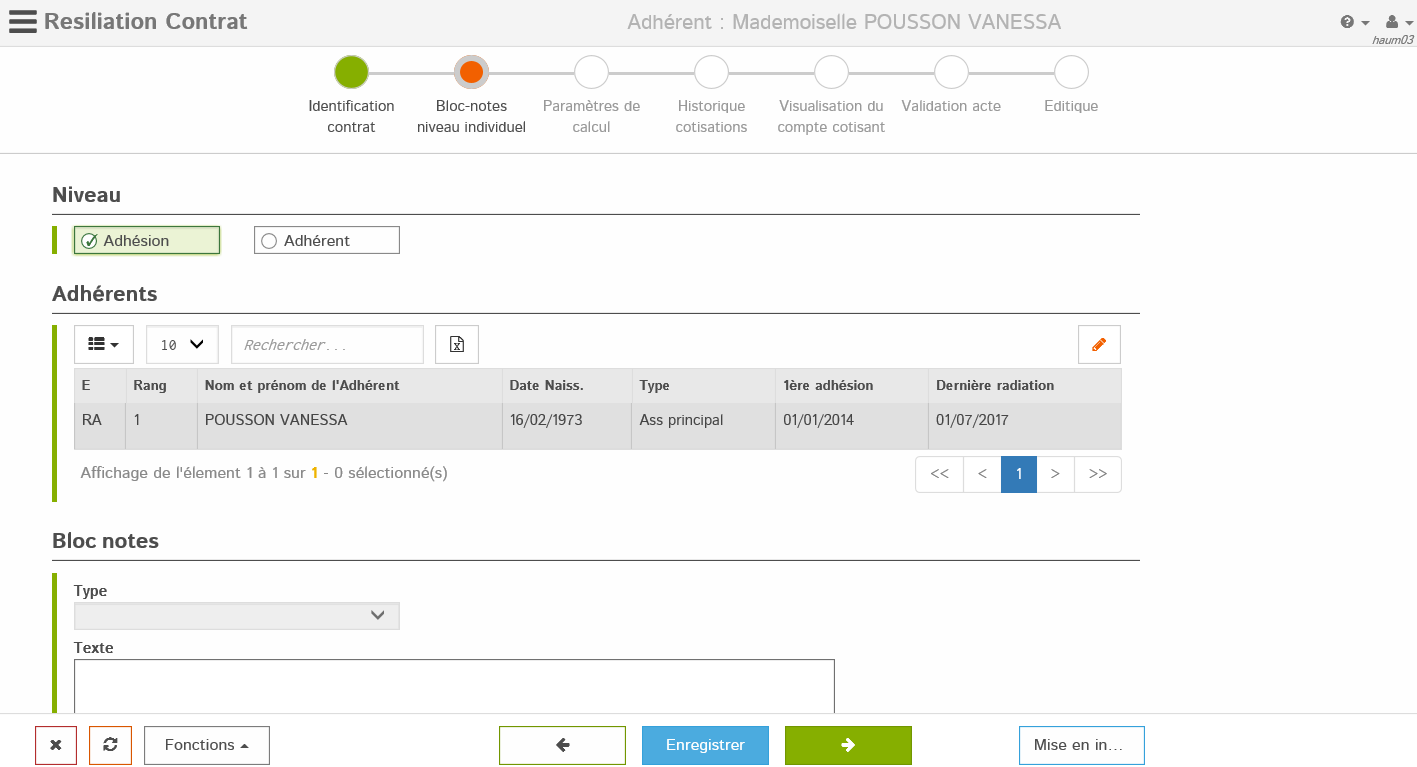 Resiliation Contrat
Adhérent : Mademoiselle POUSSON VANESSA
haum03
Identification contrat
Bloc-notes niveau individuel
Paramètres de calcul
Historique cotisations
Visualisation du compte cotisant
Validation acte
Editique
Niveau
Adhésion
Adhérent
Adhérents
10
Rechercher...
E Rang Nom et prénom de l'Adhérent Date Naiss. Type 1ère adhésion Dernière radiation
RA 1 POUSSON VANESSA 16/02/1973 Ass principal 01/01/2014 01/07/2017
Affichage de l'élement 1 à 1 sur 1 - 0 sélectionné(s)
<< < 1 > >>
Bloc notes
Type
Texte
Fonctions
Enregistrer
Mise en in...